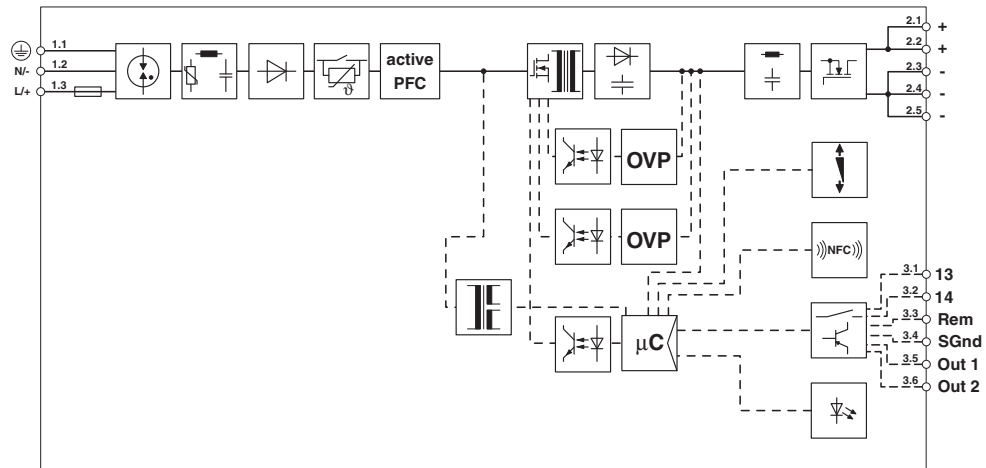 1.1
N/-
1.2
L/+
1.3
ϑ
active
PFC
2.1
+
2.2
+
2.3
-
2.4
-
2.5
-
OVP
OVP
NFC
µC
3.1
13
3.2
14
3.3
Rem
3.4
SGnd
3.5
Out 1
3.6
Out 2